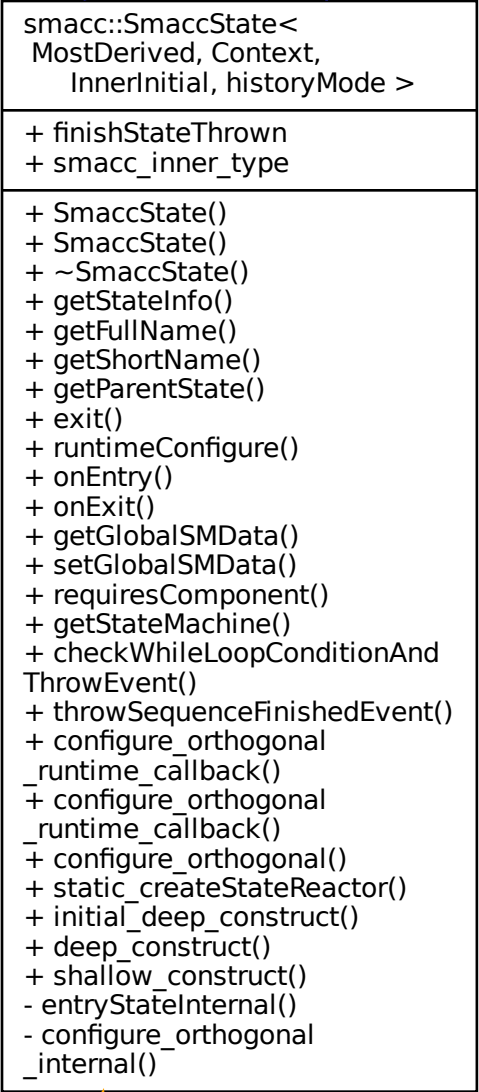 smacc::SmaccState<
MostDerived, Context,
InnerInitial, historyMode >
+ finishStateThrown
+ smacc_inner_type
+ SmaccState()
+ SmaccState()
+ ~SmaccState()
+ getStateInfo()
+ getFullName()
+ getShortName()
+ getParentState()
+ exit()
+ runtimeConfigure()
+ onEntry()
+ onExit()
+ getGlobalSMData()
+ setGlobalSMData()
+ requiresComponent()
+ getStateMachine()
+ checkWhileLoopConditionAnd
ThrowEvent()
+ throwSequenceFinishedEvent()
+ configure_orthogonal
_runtime_callback()
+ configure_orthogonal
_runtime_callback()
+ configure_orthogonal()
+ static_createStateReactor()
+ initial_deep_construct()
+ deep_construct()
+ shallow_construct()
- entryStateInternal()
- configure_orthogonal
_internal()